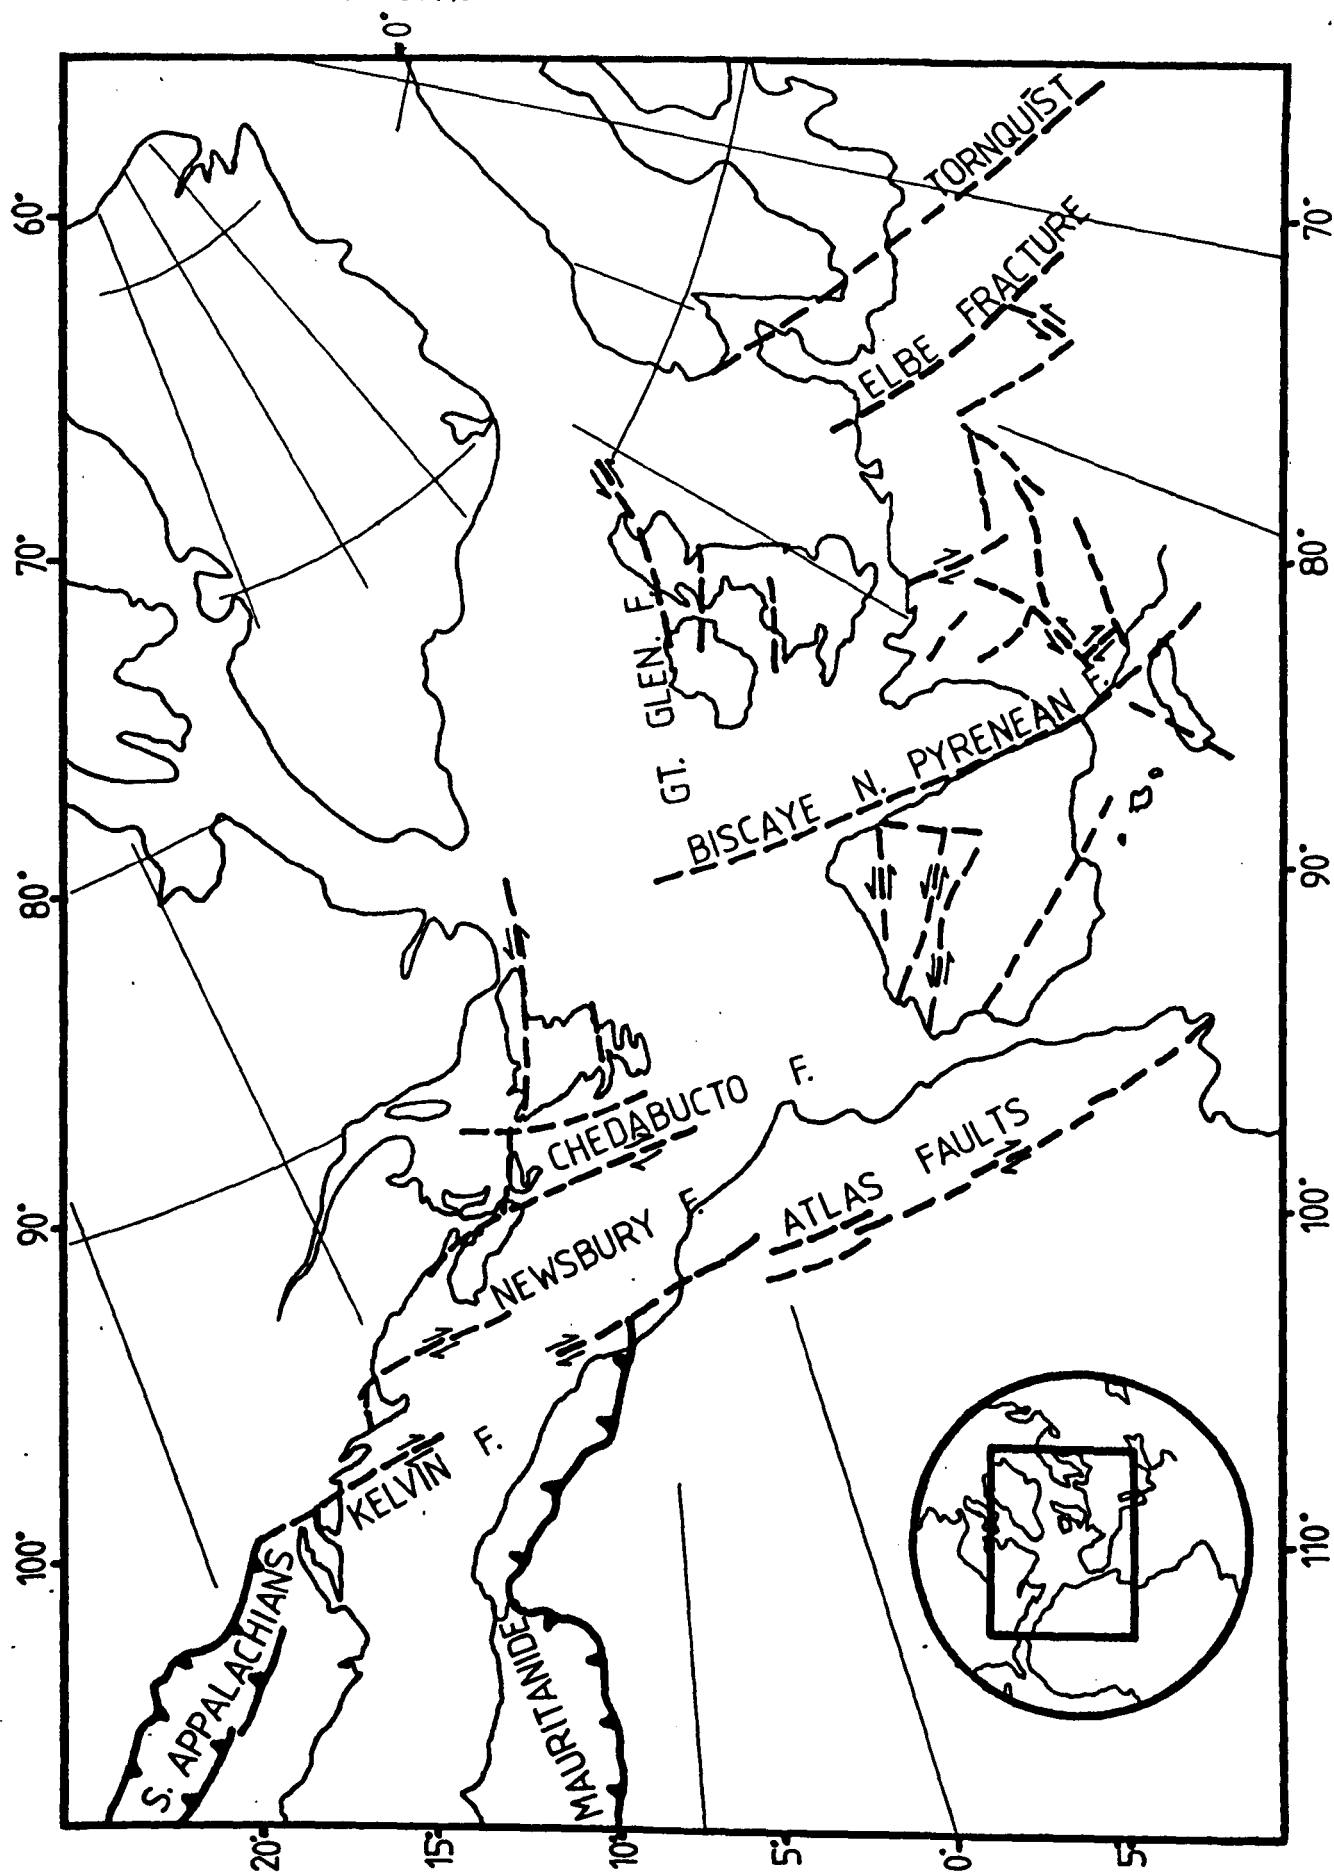 0°
60°
70°
80°
90°
100°
70°
80°
90°
100°
110°
20°
15°
10°
5°
0°
5°
TORNQUIST
ELBE FRACTURE
GT. GLEN. F.
BISCAYE N. PYRENEAN F.
CHEDABUCTO F.
NEWSBURY F.
ATLAS FAULTS
KELVIN F.
S. APPALACHIANS
MAURITANIDE